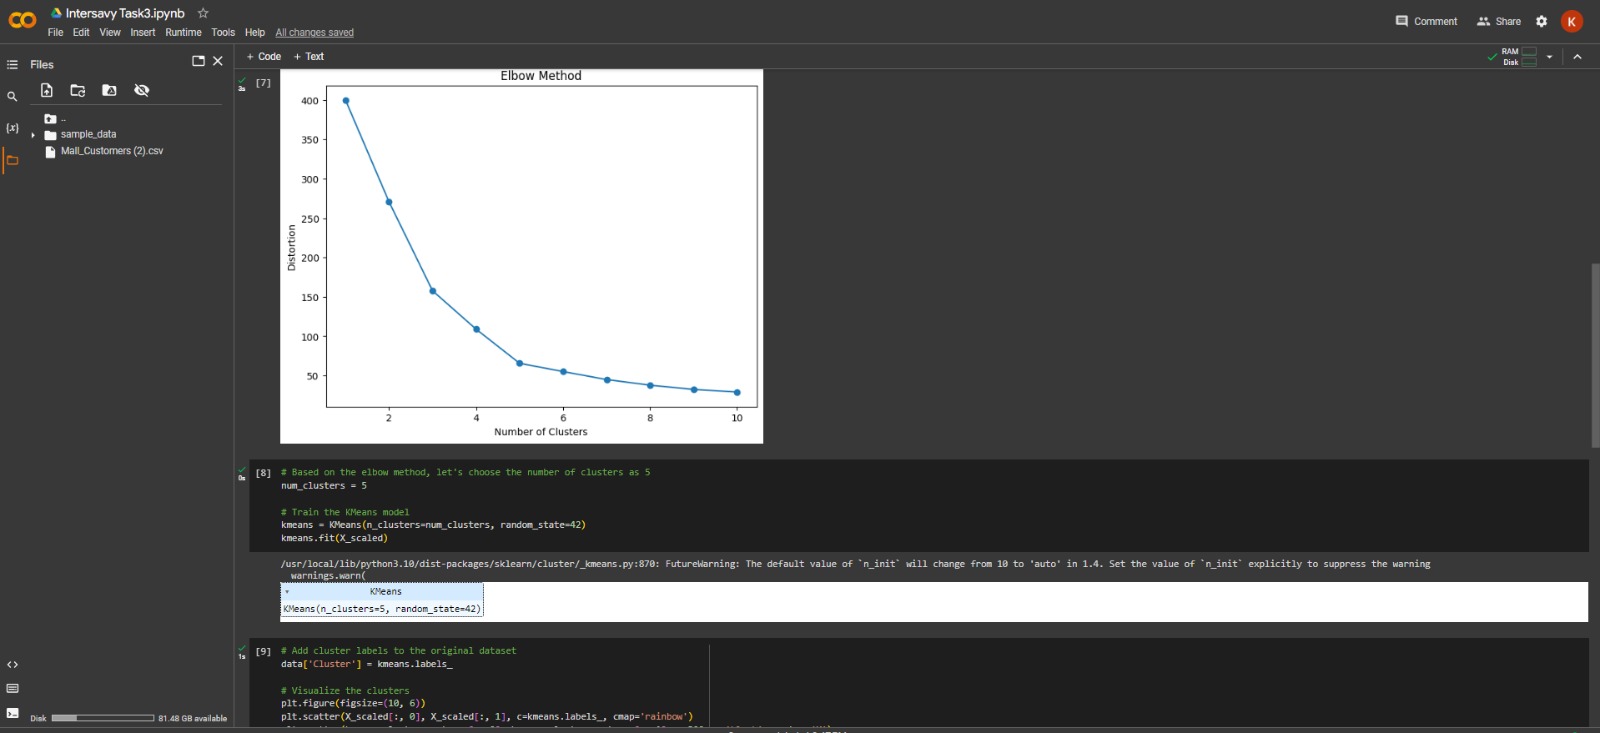 Intersavy Task3.ipynb
Comment
Share
K
File Edit View Insert Runtime Tools Help All changes saved
Files
+ Code + Text
RAM
Disk
..
sample_data
Mall_Customers (2).csv
{x}
[7]
3s
Elbow Method
400
350
300
250
200
150
100
50
Distortion
2 4 6 8 10
Number of Clusters
[8]
0s
# Based on the elbow method, let's choose the number of clusters as 5
num_clusters = 5
# Train the KMeans model
kmeans = KMeans(n_clusters=num_clusters, random_state=42)
kmeans.fit(X_scaled)
/usr/local/lib/python3.10/dist-packages/sklearn/cluster/_kmeans.py:870: FutureWarning: The default value of `n_init` will change from 10 to 'auto' in 1.4. Set the value of `n_init` explicitly to suppress the warning
warnings.warn(
KMeans
KMeans(n_clusters=5, random_state=42)
[9]
1s
# Add cluster labels to the original dataset
data['Cluster'] = kmeans.labels_
# Visualize the clusters
plt.figure(figsize=(10, 6))
plt.scatter(X_scaled[:, 0], X_scaled[:, 1], c=kmeans.labels_, cmap='rainbow')
Disk
81.48 GB available